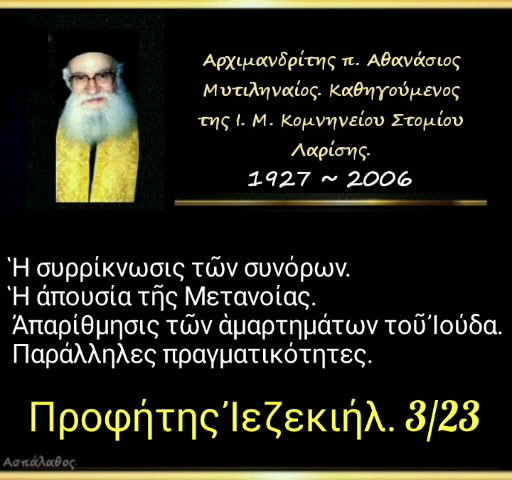 Αρχιμανδρίτης π. Αθανάσιος
Μυτιληναίος. Καθηγούμενος
της Ι. Μ. Κομνηνείου Στομίου
Λαρίσης.
1927 ~ 2006
Ἡ συρρίκνωσις τῶν συνόρων.
Ἡ ἀπουσία τῆς Μετανοίας.
Ἀπαρίθμησις τῶν ἁμαρτημάτων τοῦ Ἰούδα.
Παράλληλες πραγματικότητες.
Προφήτης Ἰεζεκιήλ. 3/23
Ασπάλαθος